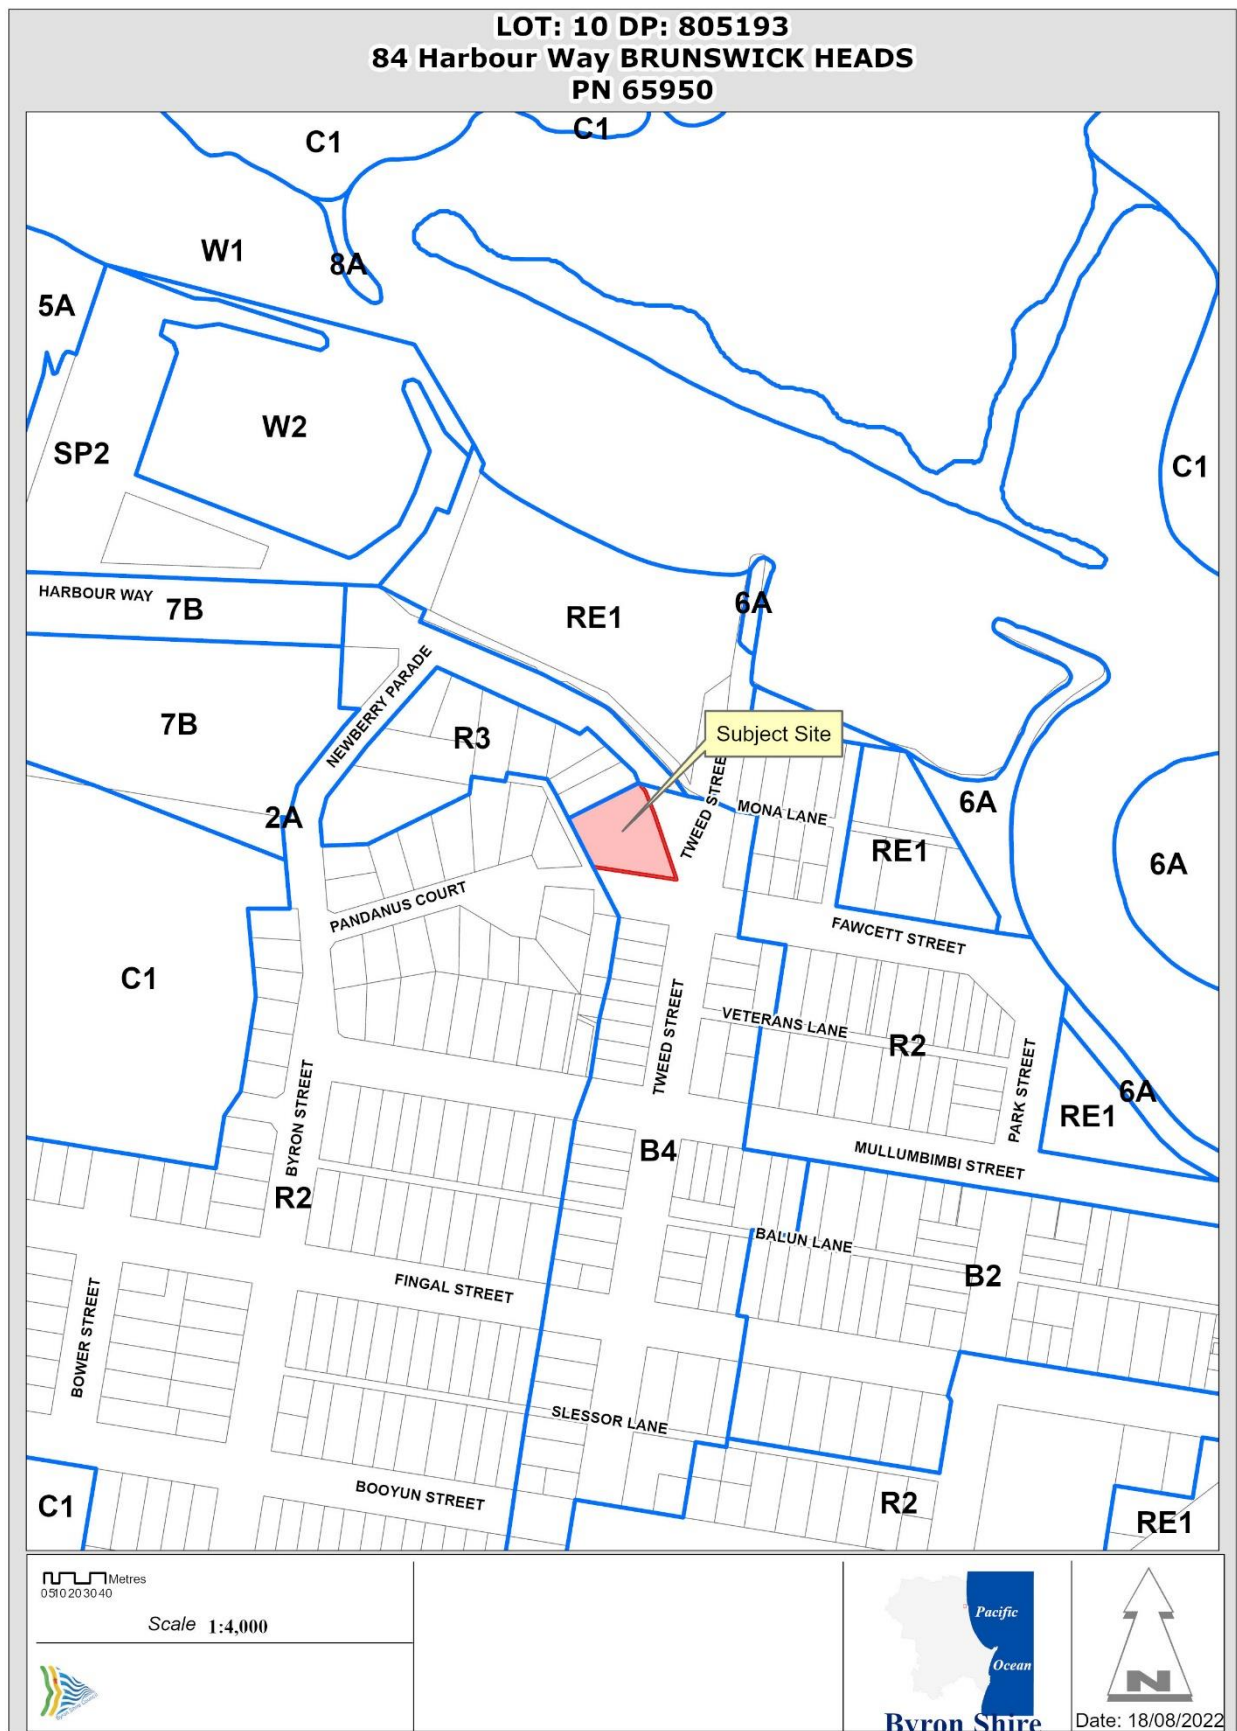 LOT: 10 DP: 805193
84 Harbour Way BRUNSWICK HEADS
PN 65950
C1
C1
W1
8A
5A
W2
SP2
C1
HARBOUR WAY
7B
RE1
6A
NEWBERRY PARADE
7B
R3
Subject Site
TWEED STREET
MONA LANE
6A
2A
RE1
6A
PANDANUS COURT
FAWCETT STREET
C1
TWEED STREET
VETERANS LANE
R2
PARK STREET
6A
RE1
BYRON STREET
B4
MULLUMBIMBI STREET
R2
BALUN LANE
B2
FINGAL STREET
BOWER STREET
SLESSOR LANE
BOOYUN STREET
C1
R2
RE1
Metres
0 5 10 20 30 40
Scale 1:4,000
Byron Shire Council
Pacific
Ocean
Byron Shire
N
Date: 18/08/2022